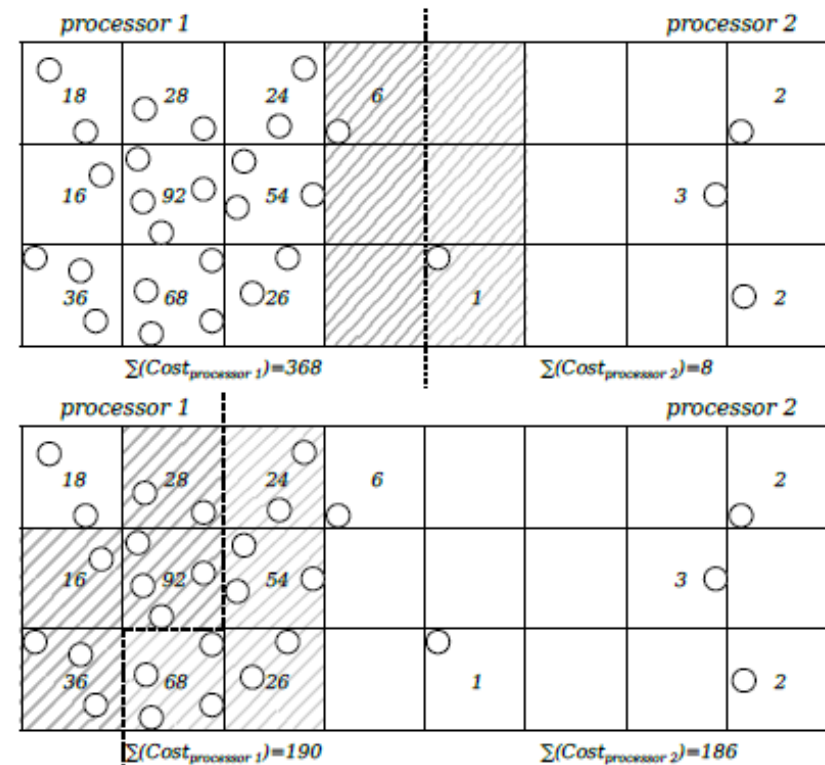 processor 1 processor 2
18 28 24 6 2
16 92 54 3
36 68 26 1 2
∑(Cost_processor 1)=368 ∑(Cost_processor 2)=8
processor 1 processor 2
18 28 24 6 2
16 92 54 3
36 68 26 1 2
∑(Cost_processor 1)=190 ∑(Cost_processor 2)=186